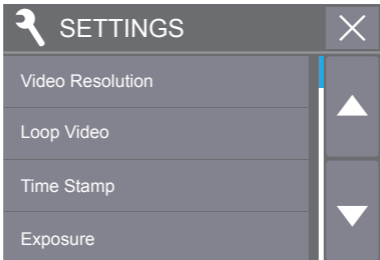 SETTINGS
Video Resolution
Loop Video
Time Stamp
Exposure